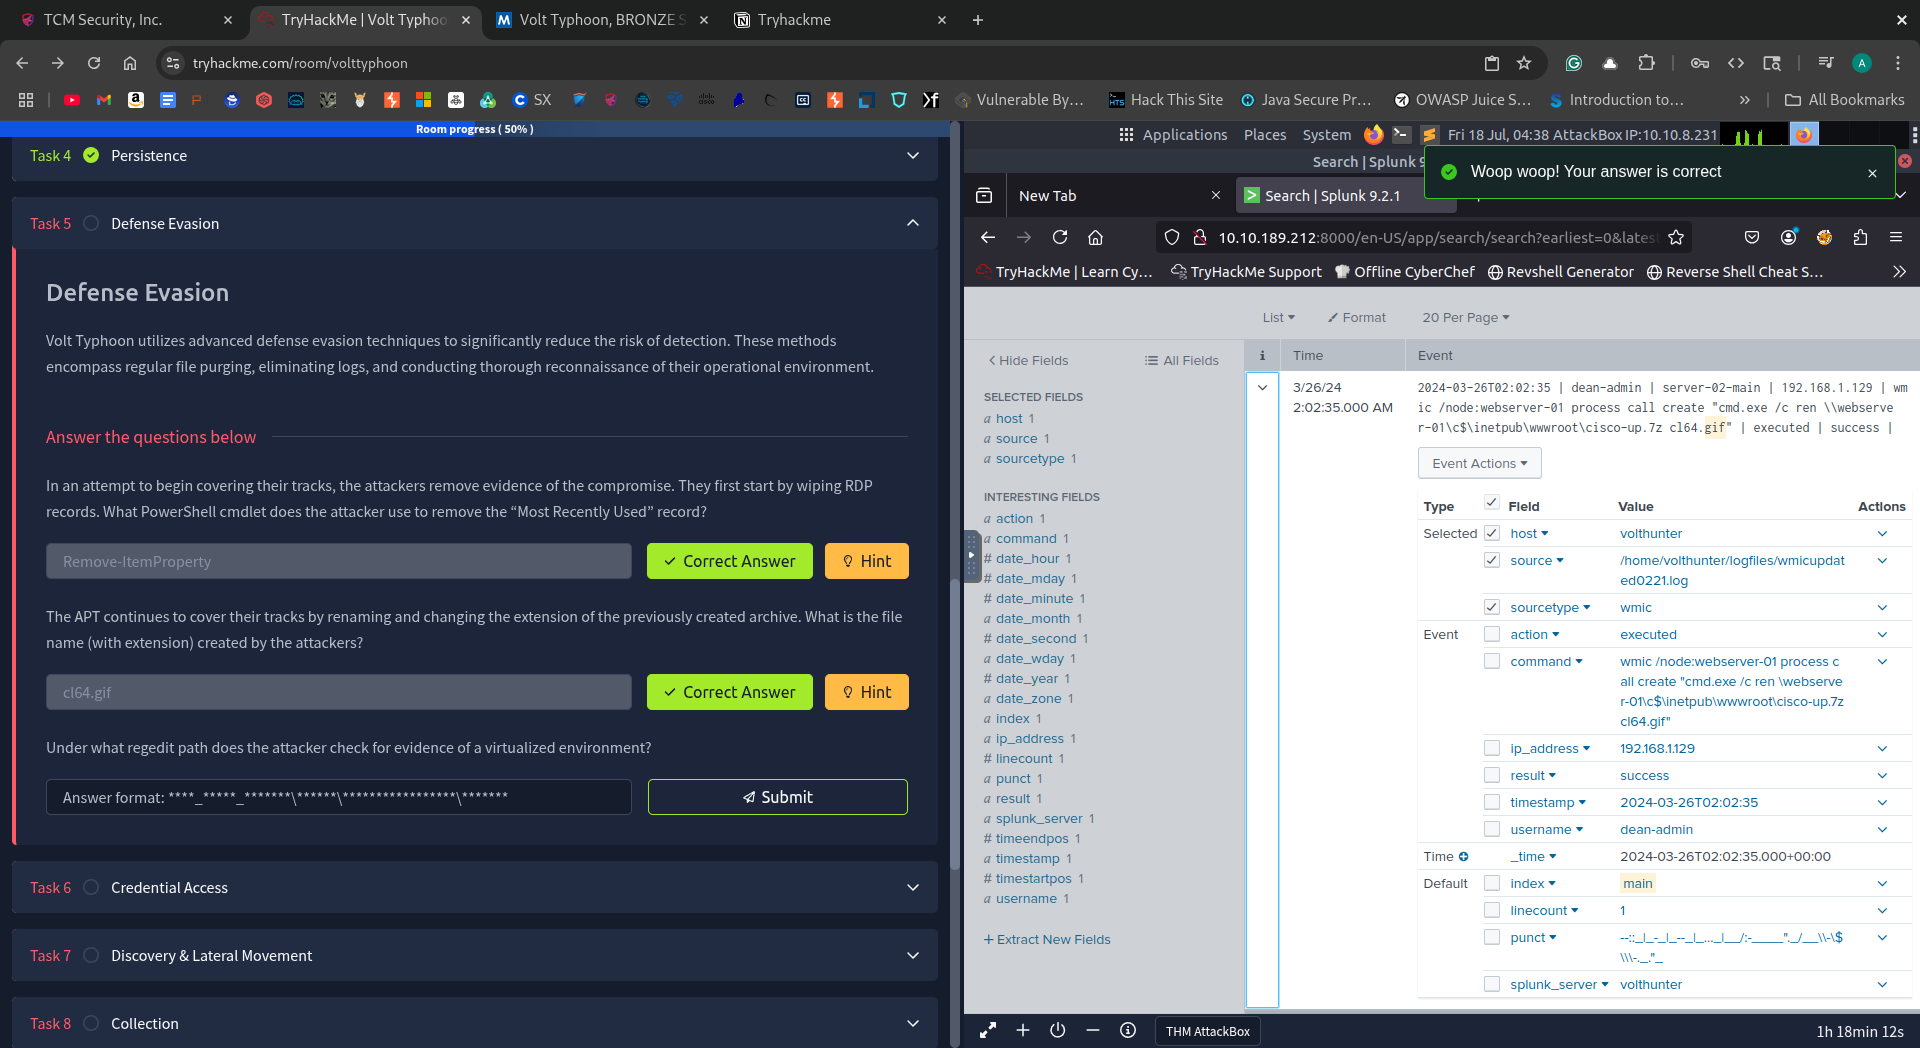 TCM Security, Inc.
TryHackMe | Volt Typhoo
Volt Typhoon, BRONZE S
Tryhackme
tryhackme.com/room/volttyphoon
SX
Vulnerable By...
Hack This Site
Java Secure Pr...
OWASP Juice S...
Introduction to...
All Bookmarks
Room progress ( 50% )
Task 4 Persistence
Task 5 Defense Evasion
Defense Evasion
Volt Typhoon utilizes advanced defense evasion techniques to significantly reduce the risk of detection. These methods
encompass regular file purging, eliminating logs, and conducting thorough reconnaissance of their operational environment.
Answer the questions below
In an attempt to begin covering their tracks, the attackers remove evidence of the compromise. They first start by wiping RDP
records. What PowerShell cmdlet does the attacker use to remove the “Most Recently Used” record?
Remove-ItemProperty
Correct Answer
Hint
The APT continues to cover their tracks by renaming and changing the extension of the previously created archive. What is the file
name (with extension) created by the attackers?
cl64.gif
Correct Answer
Hint
Under what regedit path does the attacker check for evidence of a virtualized environment?
Answer format: ****_*****_*******\******\*****************\*******
Submit
Task 6 Credential Access
Task 7 Discovery & Lateral Movement
Task 8 Collection
Applications Places System Fri 18 Jul, 04:38 AttackBox IP:10.10.8.231
Search | Splunk 9
Woop woop! Your answer is correct
New Tab
Search | Splunk 9.2.1
10.10.189.212:8000/en-US/app/search/search?earliest=0&lates
TryHackMe | Learn Cy...
TryHackMe Support
Offline CyberChef
Revshell Generator
Reverse Shell Cheat S...
List
Format
20 Per Page
Hide Fields
All Fields
i Time Event
SELECTED FIELDS
a host 1
a source 1
a sourcetype 1
INTERESTING FIELDS
a action 1
a command 1
# date_hour 1
# date_mday 1
# date_minute 1
a date_month 1
# date_second 1
a date_wday 1
# date_year 1
a date_zone 1
a index 1
a ip_address 1
# linecount 1
a punct 1
a result 1
a splunk_server 1
# timeendpos 1
a timestamp 1
# timestartpos 1
a username 1
+ Extract New Fields
3/26/24
2:02:35.000 AM
2024-03-26T02:02:35 | dean-admin | server-02-main | 192.168.1.129 | wm
ic /node:webserver-01 process call create "cmd.exe /c ren \\webserve
r-01\c$\inetpub\wwwroot\cisco-up.7z cl64.gif" | executed | success |
Event Actions
Type Field Value Actions
Selected host volthunter
source /home/volthunter/logfiles/wmicupdat
ed0221.log
sourcetype wmic
Event action executed
command wmic /node:webserver-01 process c
all create "cmd.exe /c ren \webserve
r-01\c$\inetpub\wwwroot\cisco-up.7z
cl64.gif"
ip_address 192.168.1.129
result success
timestamp 2024-03-26T02:02:35
username dean-admin
Time _time 2024-03-26T02:02:35.000+00:00
Default index main
linecount 1
punct
splunk_server volthunter
THM AttackBox
1h 18min 12s